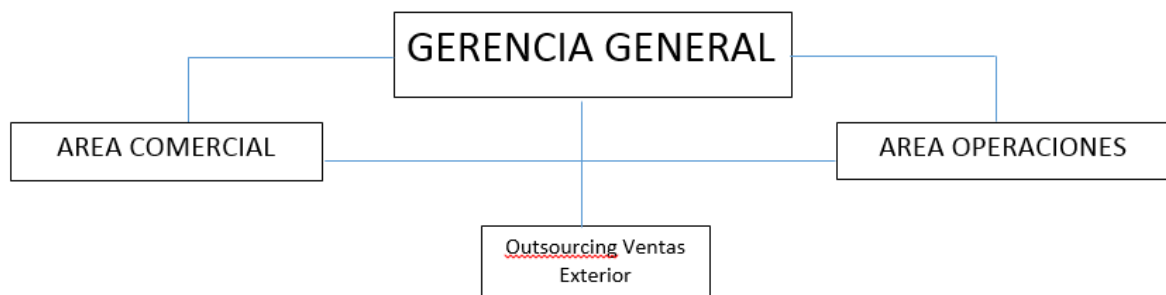 GERENCIA GENERAL
AREA COMERCIAL
AREA OPERACIONES
Outsourcing Ventas
Exterior